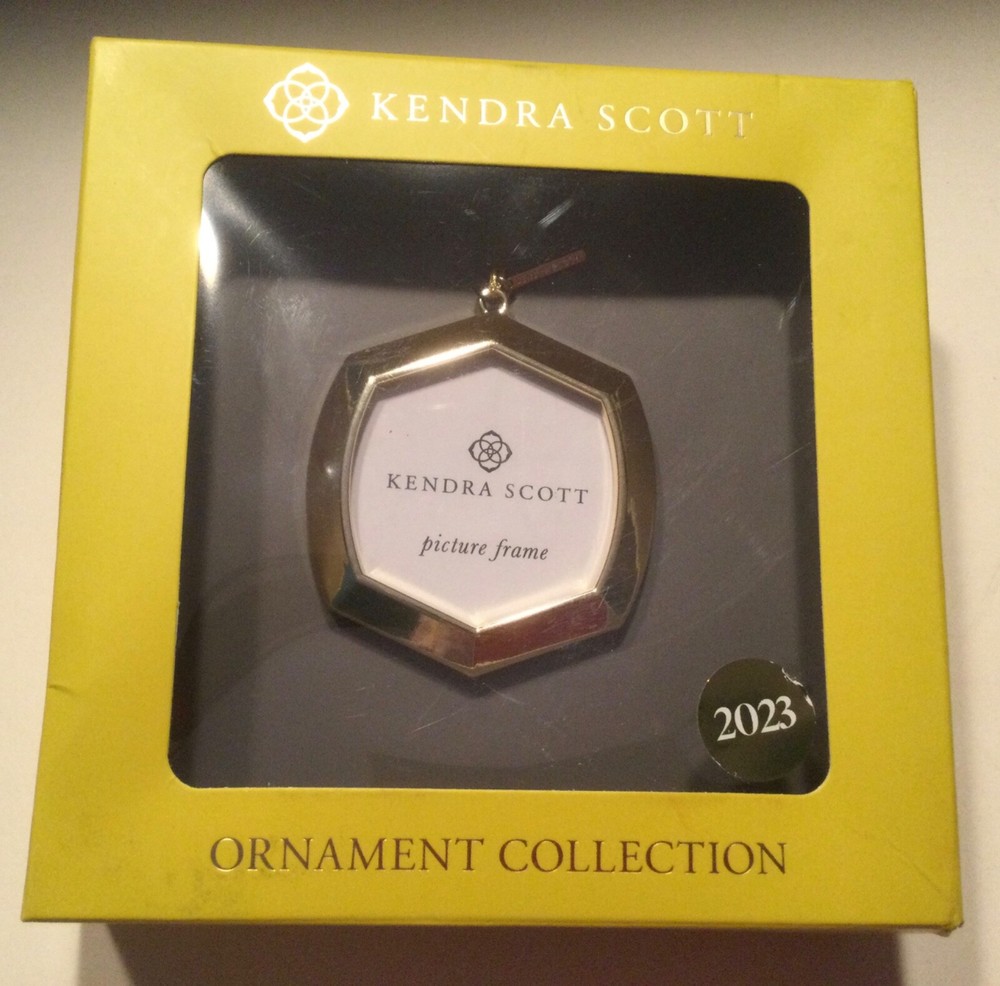 KENDRA SCOTT
KENDRA SCOTT
picture frame
2023
ORNAMENT COLLECTION